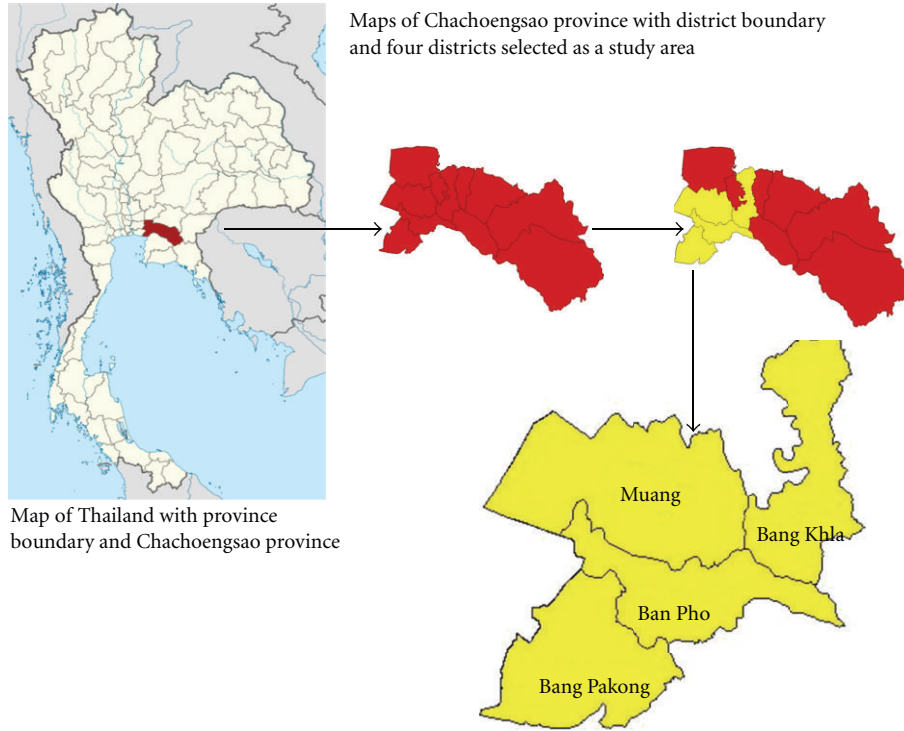 Maps of Chachoengsao province with district boundary
and four districts selected as a study area
Map of Thailand with province
boundary and Chachoengsao province
Muang
Bang Khla
Ban Pho
Bang Pakong